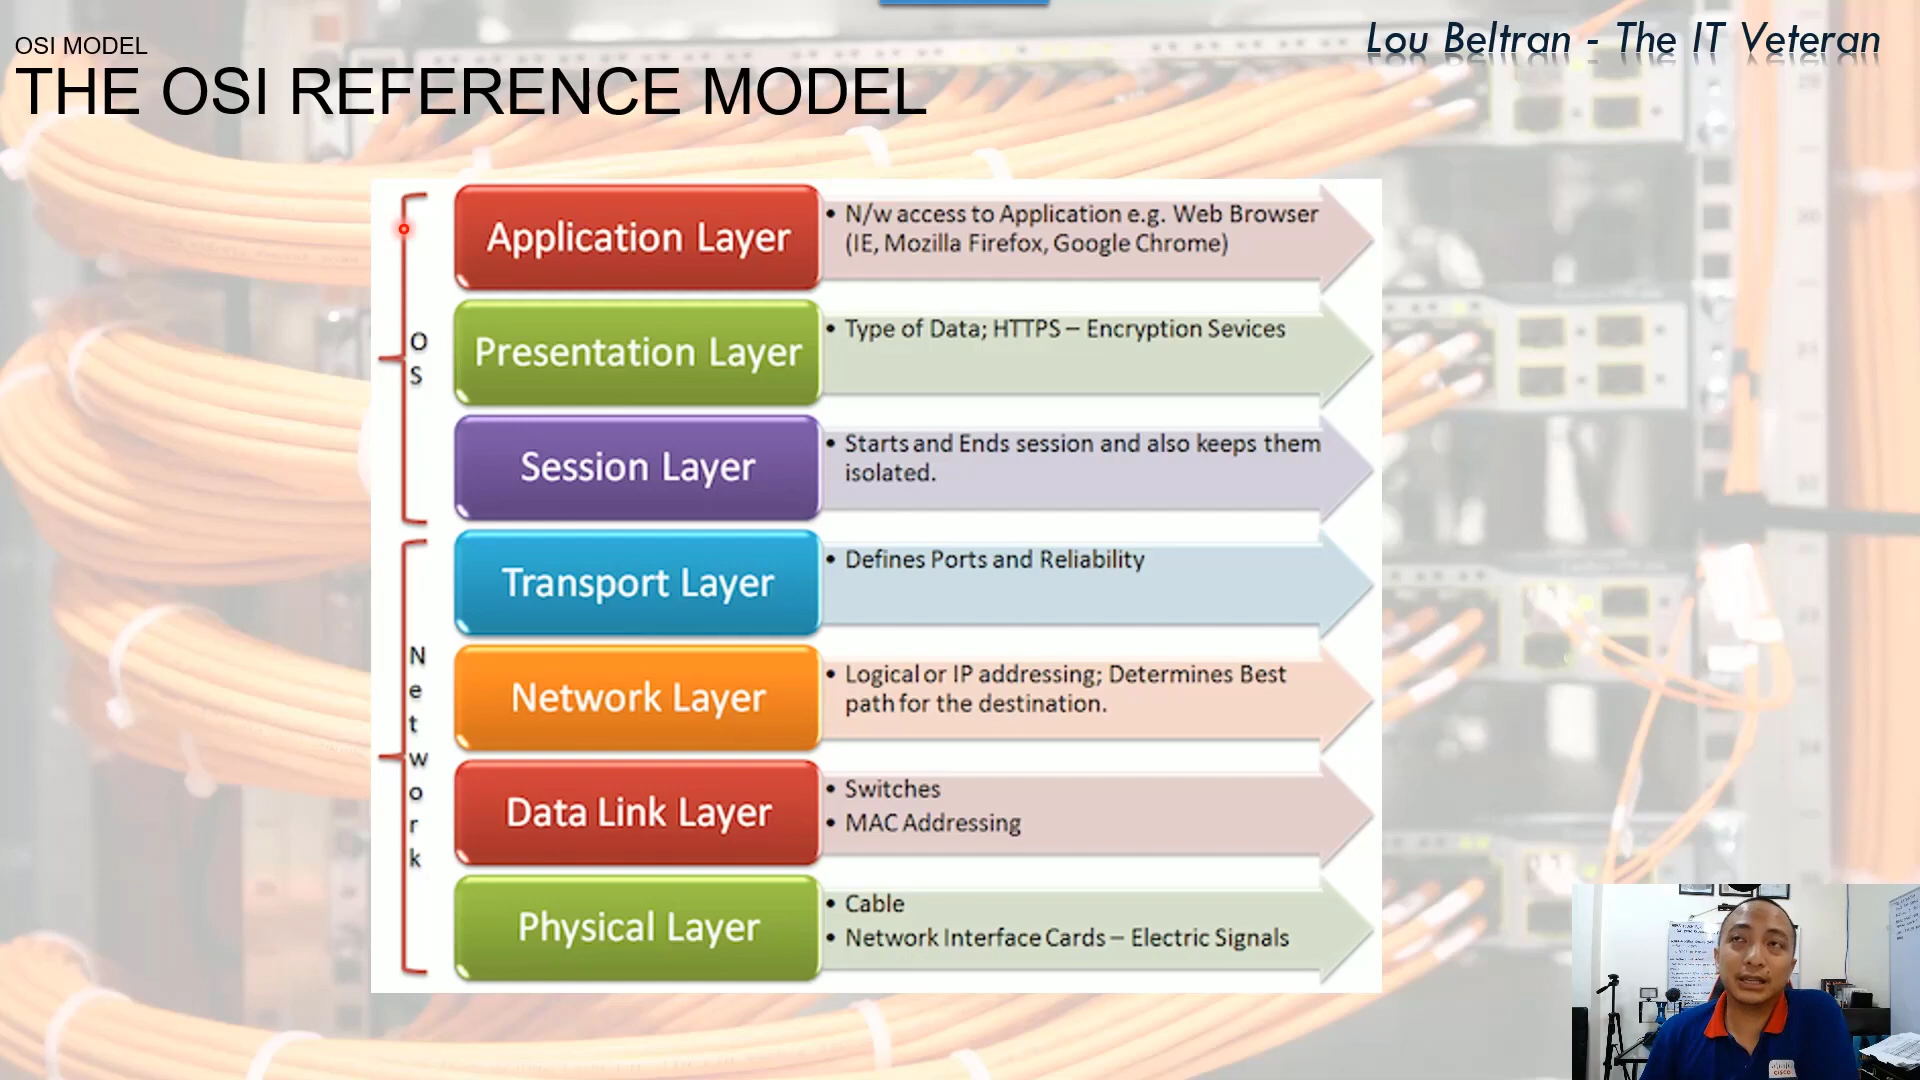 OSI MODEL
Lou Beltran - The IT Veteran
THE OSI REFERENCE MODEL
OS
Application Layer
• N/w access to Application e.g. Web Browser
(IE, Mozilla Firefox, Google Chrome)
Presentation Layer
• Type of Data; HTTPS – Encryption Sevices
Session Layer
• Starts and Ends session and also keeps them
isolated.
Network
Transport Layer
• Defines Ports and Reliability
Network Layer
• Logical or IP addressing; Determines Best
path for the destination.
Data Link Layer
• Switches
• MAC Addressing
Physical Layer
• Cable
• Network Interface Cards – Electric Signals
CISCO